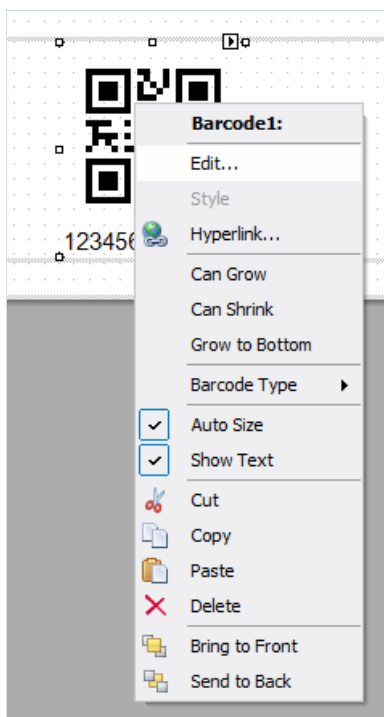 Barcode1:
Edit...
Style
Hyperlink...
123456
Can Grow
Can Shrink
Grow to Bottom
Barcode Type
Auto Size
Show Text
Cut
Copy
Paste
Delete
Bring to Front
Send to Back